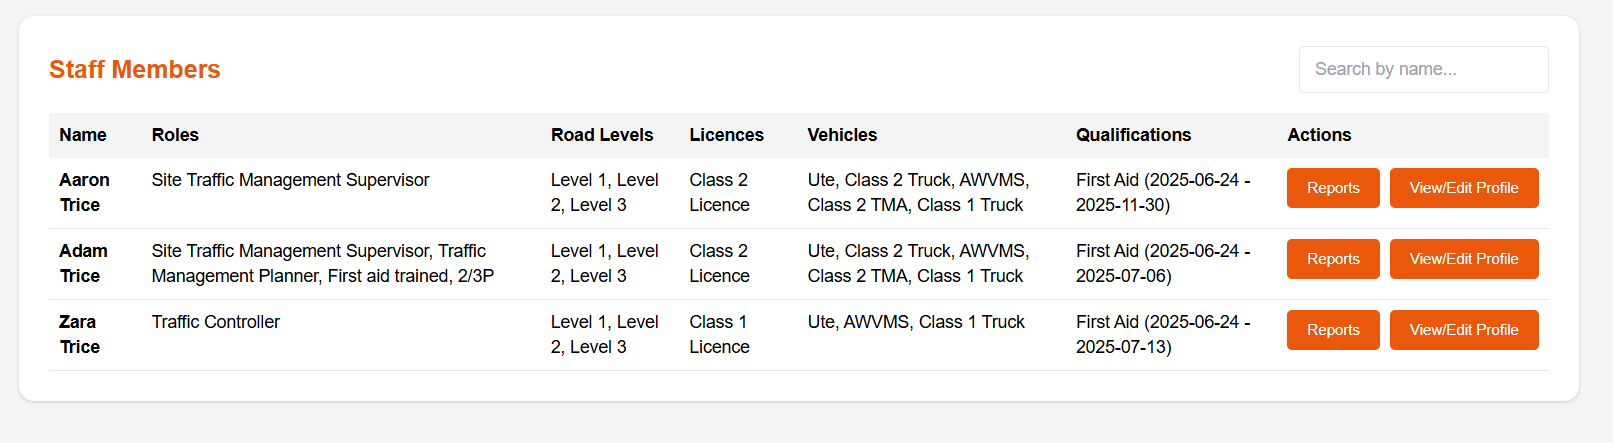 Staff Members
Search by name...
Name Roles Road Levels Licences Vehicles Qualifications Actions
Aaron Site Traffic Management Supervisor Level 1, Level Class 2 Ute, Class 2 Truck, AWVMS, First Aid (2025-06-24 - Reports View/Edit Profile
Trice 2, Level 3 Licence Class 2 TMA, Class 1 Truck 2025-11-30)
Adam Site Traffic Management Supervisor, Traffic Level 1, Level Class 2 Ute, Class 2 Truck, AWVMS, First Aid (2025-06-24 - Reports View/Edit Profile
Trice Management Planner, First aid trained, 2/3P 2, Level 3 Licence Class 2 TMA, Class 1 Truck 2025-07-06)
Zara Traffic Controller Level 1, Level Class 1 Ute, AWVMS, Class 1 Truck First Aid (2025-06-24 - Reports View/Edit Profile
Trice 2, Level 3 Licence 2025-07-13)